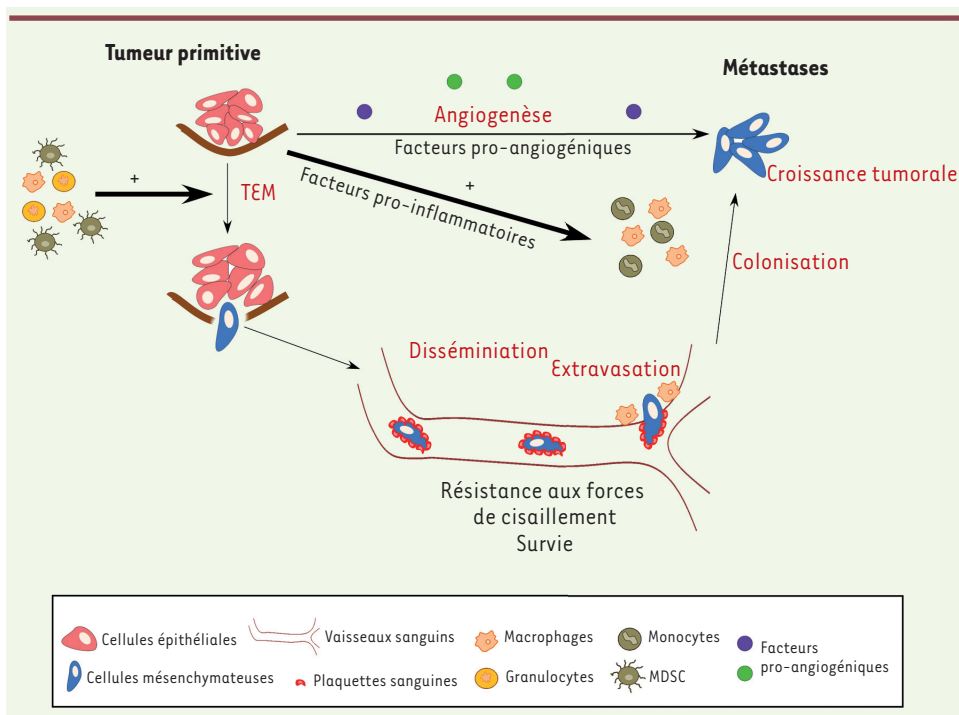 Tumeur primitive
Métastases
Angiogenèse
Facteurs pro-angiogéniques
+
TEM
Facteurs pro-inflammatoires
+
Croissance tumorale
Colonisation
Disséminiation
Extravasation
Résistance aux forces
de cisaillement
Survie
Cellules épithéliales
Vaisseaux sanguins
Macrophages
Monocytes
Facteurs
pro-angiogéniques
Cellules mésenchymateuses
Plaquettes sanguines
Granulocytes
MDSC